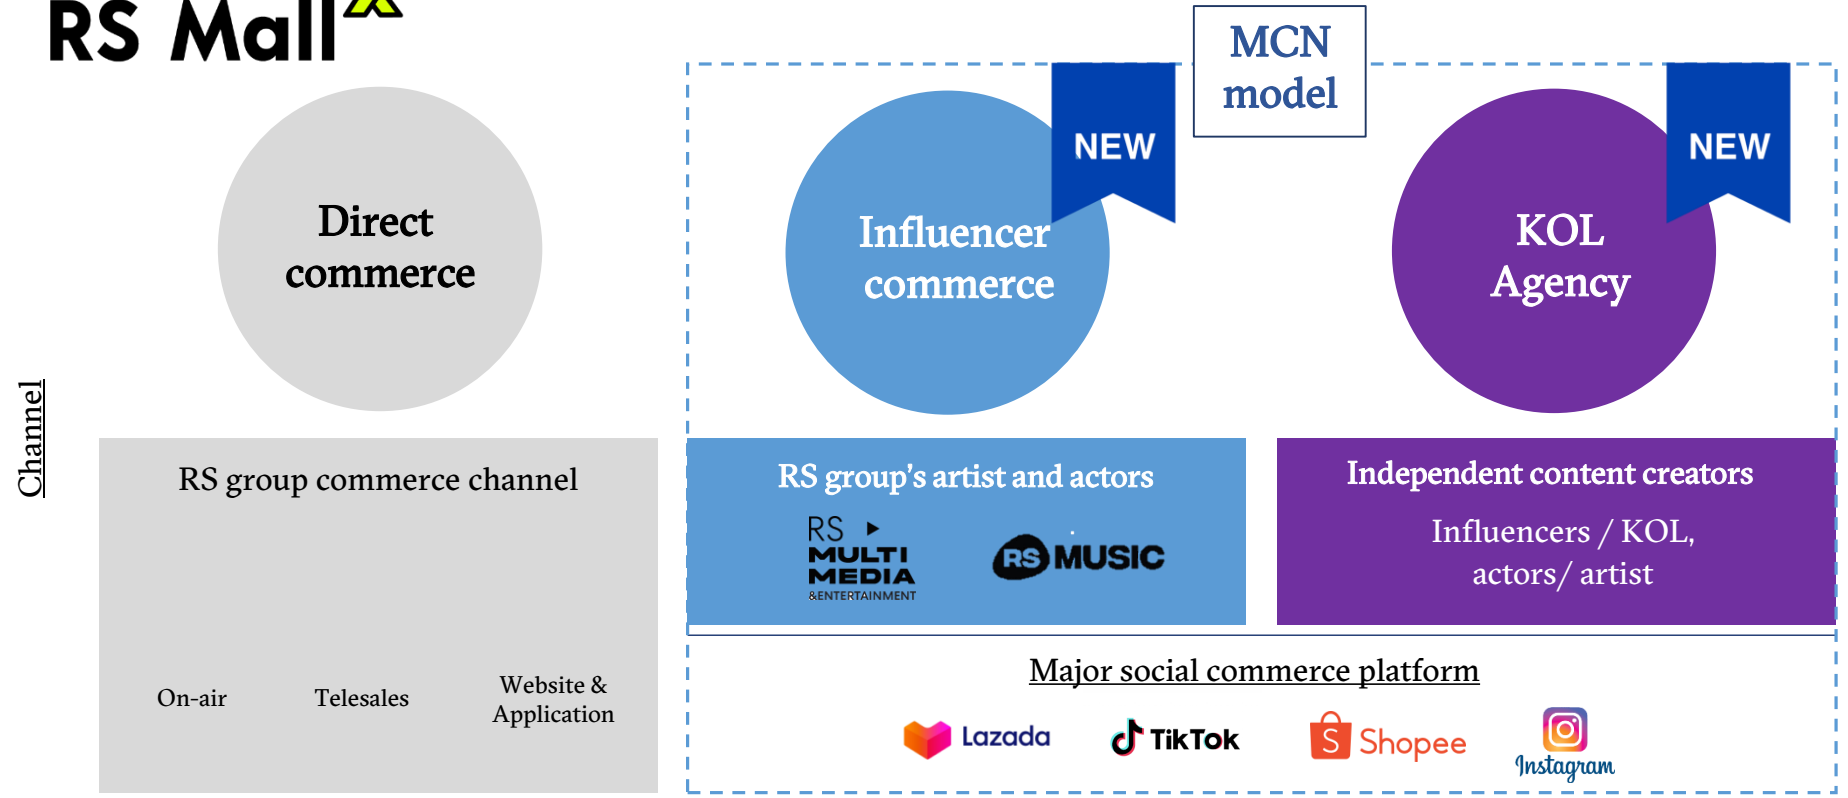 RS Mall
MCN
model
NEW
NEW
Direct
commerce
Influencer
commerce
KOL
Agency
Channel
RS group commerce channel
On-air
Telesales
Website &
Application
RS group’s artist and actors
RS
MULTI
MEDIA
&ENTERTAINMENT
RS MUSIC
Independent content creators
Influencers / KOL,
actors/ artist
Major social commerce platform
Lazada
TikTok
S Shopee
Instagram